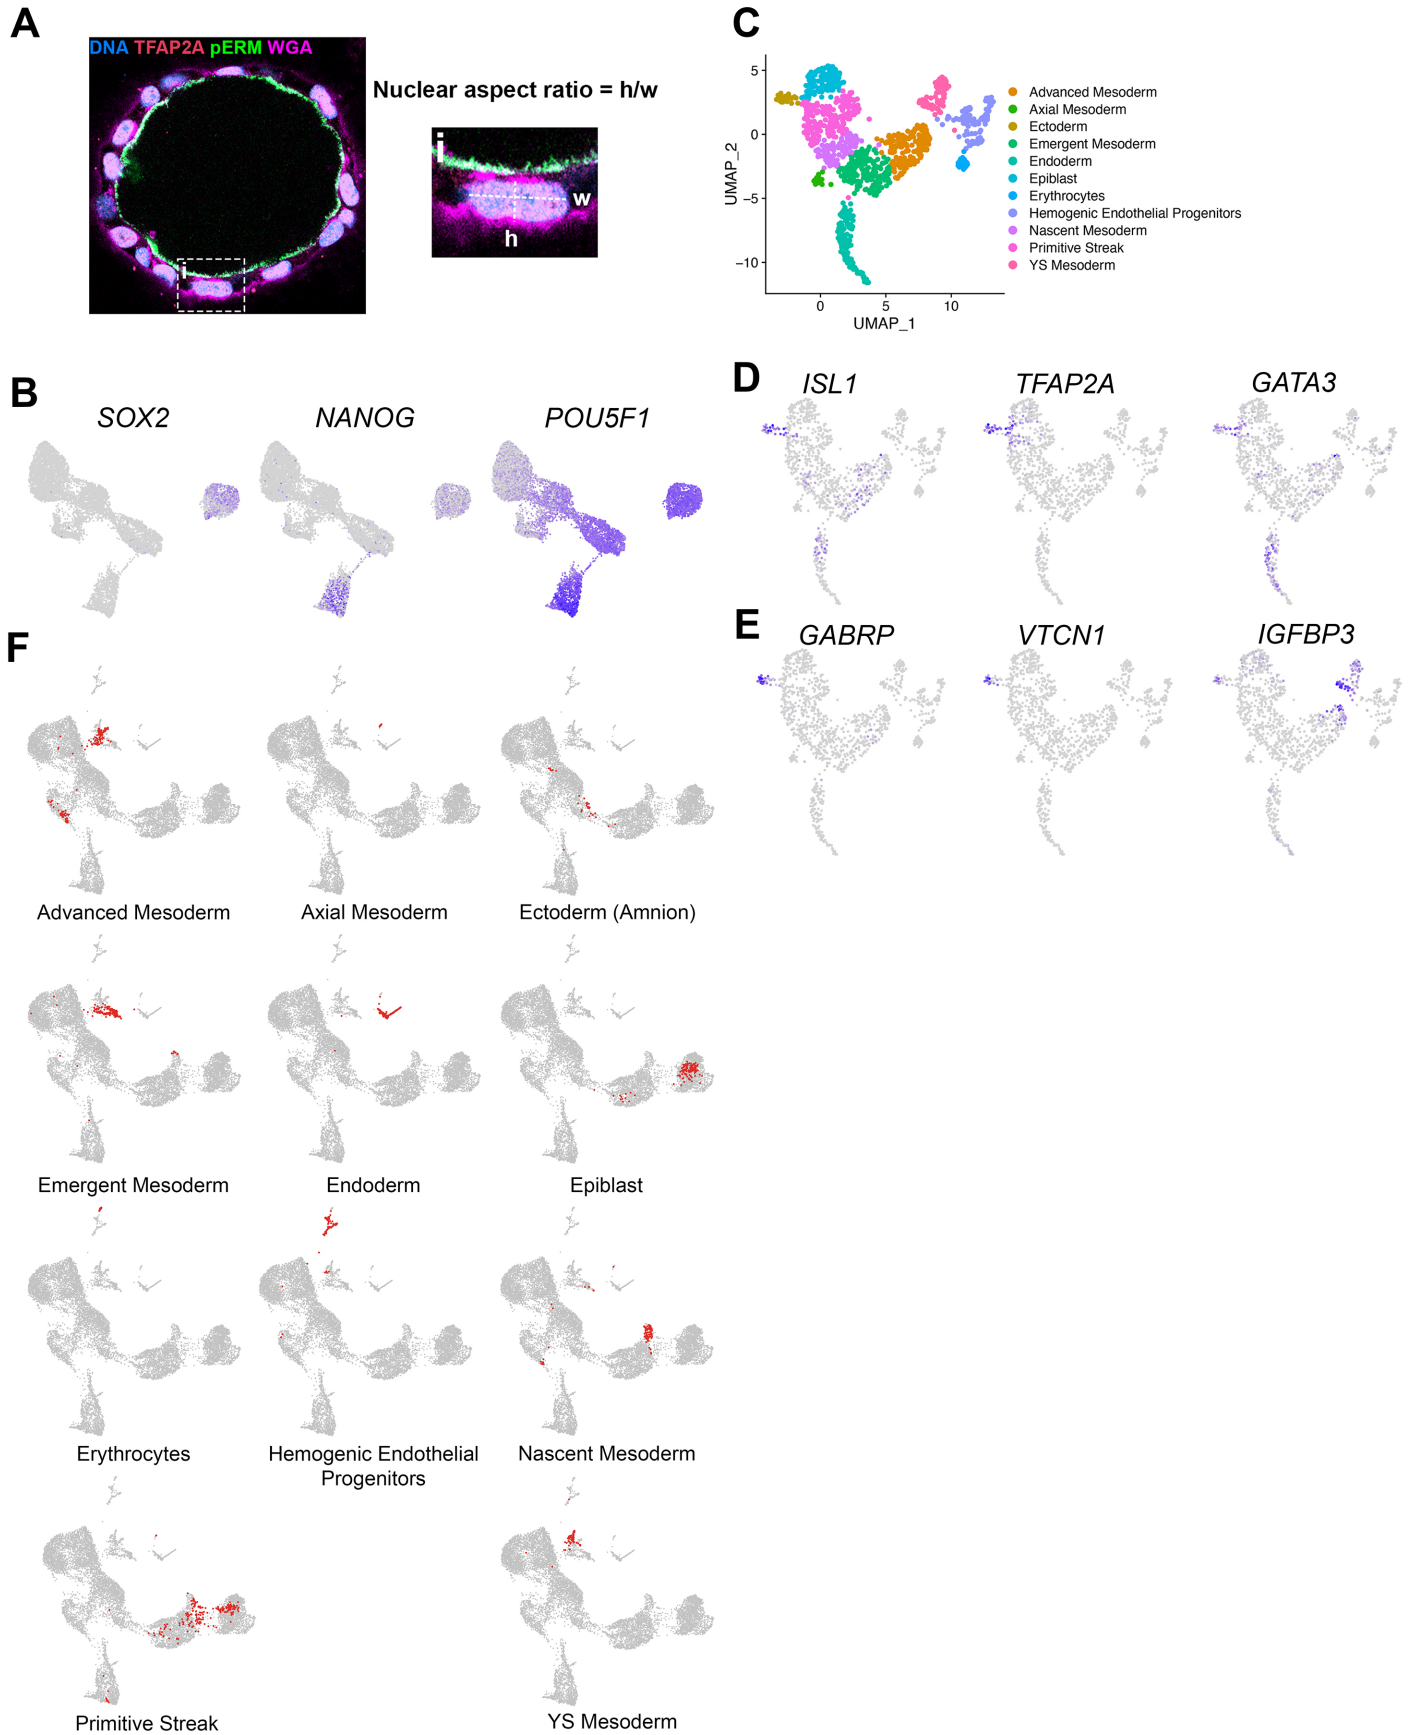 A
DNA TFAP2A pERM WGA
i
Nuclear aspect ratio = h/w
i
w
h
B
SOX2 NANOG POU5F1
C
5
0
−5
−10
UMAP_2
0 5 10
UMAP_1
Advanced Mesoderm
Axial Mesoderm
Ectoderm
Emergent Mesoderm
Endoderm
Epiblast
Erythrocytes
Hemogenic Endothelial Progenitors
Nascent Mesoderm
Primitive Streak
YS Mesoderm
D
ISL1 TFAP2A GATA3
E
GABRP VTCN1 IGFBP3
F
Advanced Mesoderm Axial Mesoderm Ectoderm (Amnion)
Emergent Mesoderm Endoderm Epiblast
Erythrocytes Hemogenic Endothelial Nascent Mesoderm
Progenitors
Primitive Streak YS Mesoderm